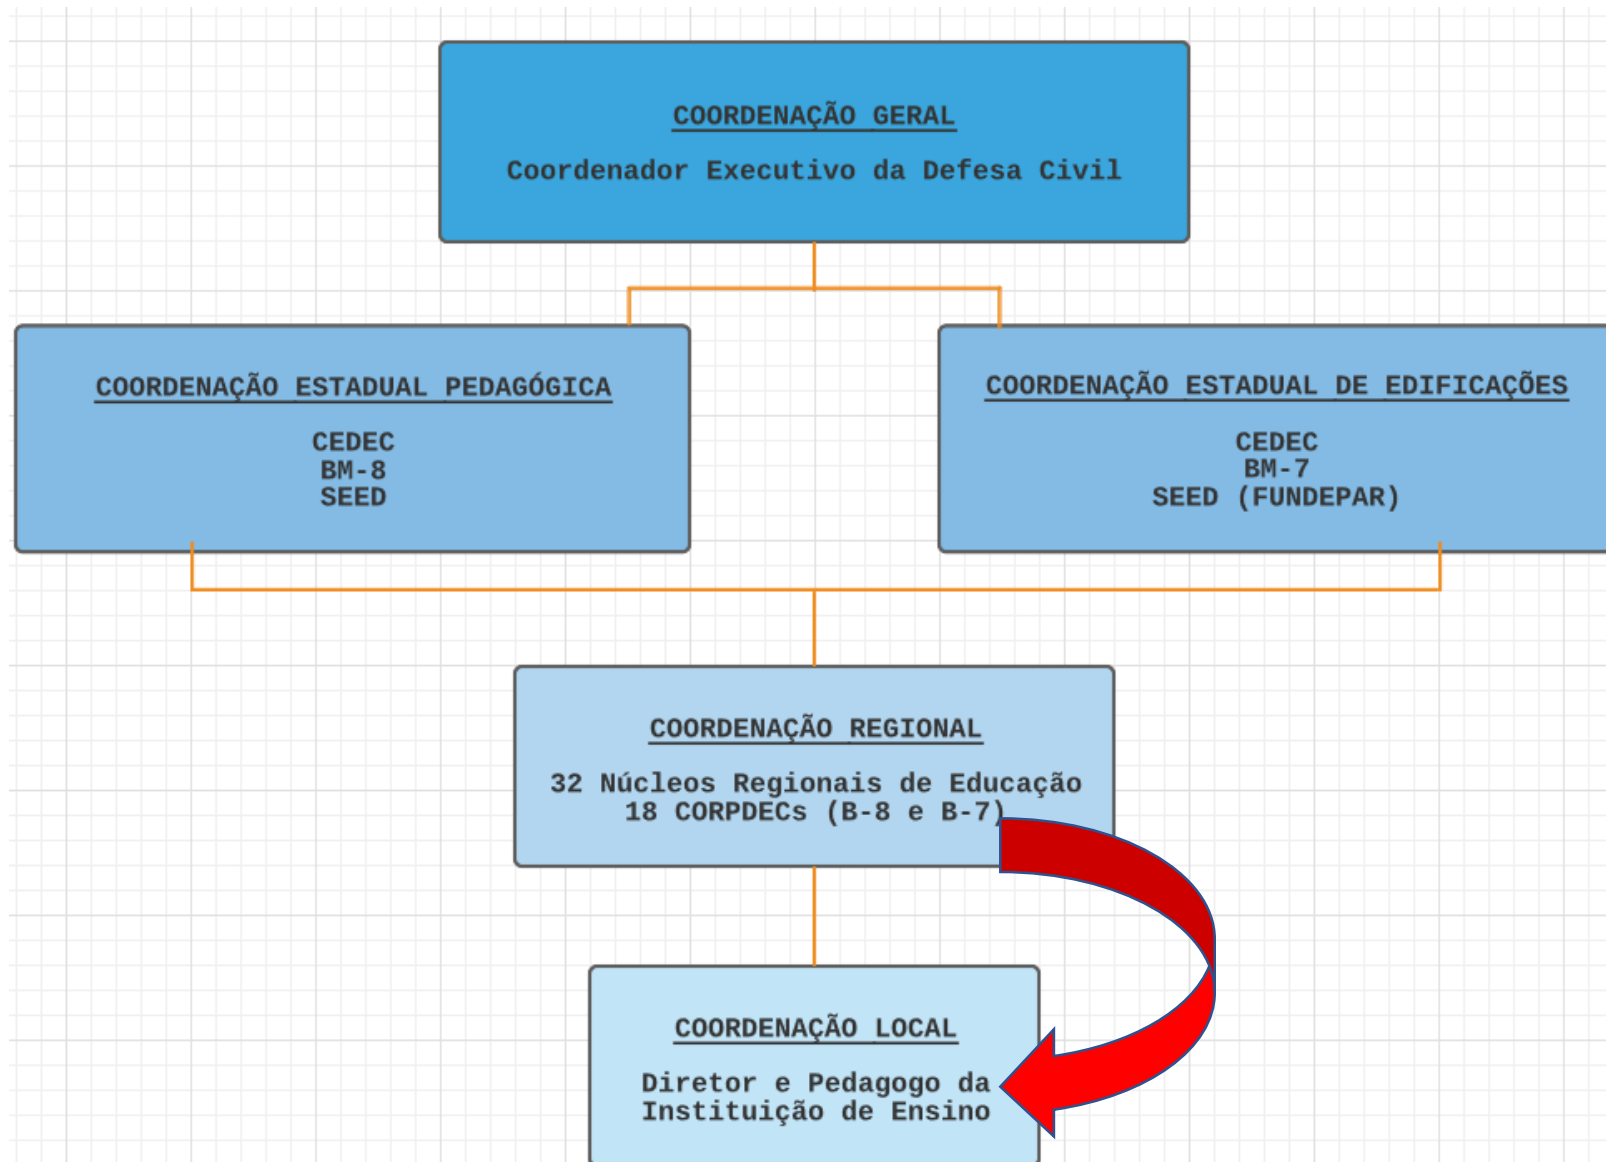 COORDENAÇÃO GERAL
Coordenador Executivo da Defesa Civil
COORDENAÇÃO ESTADUAL PEDAGÓGICA
CEDEC
BM-8
SEED
COORDENAÇÃO ESTADUAL DE EDIFICAÇÕES
CEDEC
BM-7
SEED (FUNDEPAR)
COORDENAÇÃO REGIONAL
32 Núcleos Regionais de Educação
18 CORPDECs (B-8 e B-7)
COORDENAÇÃO LOCAL
Diretor e Pedagogo da
Instituição de Ensino